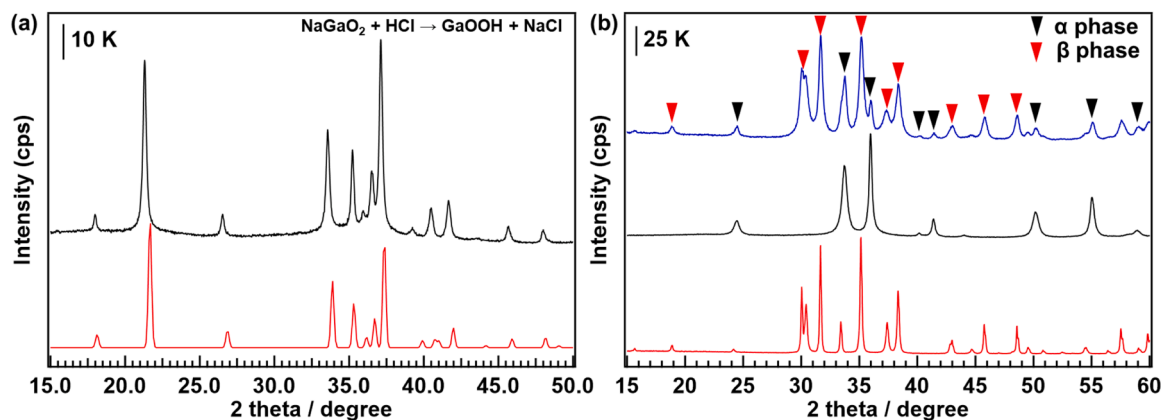 (a)
10 K
NaGaO₂ + HCl → GaOOH + NaCl
Intensity (cps)
15.0 20.0 25.0 30.0 35.0 40.0 45.0 50.0
2 theta / degree
(b)
25 K
α phase
β phase
Intensity (cps)
15 20 25 30 35 40 45 50 55 60
2 theta / degree